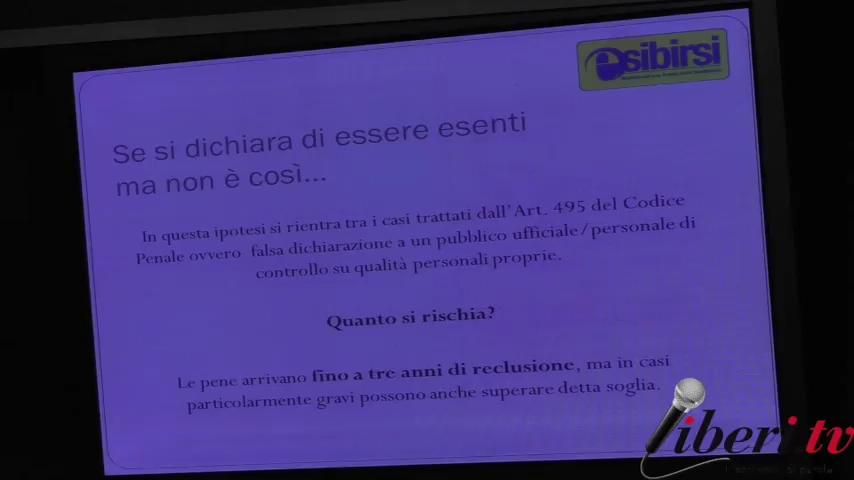 esibirsi
Se si dichiara di essere esenti
ma non è così...
In questa ipotesi si rientra tra i casi trattati dall'Art. 495 del Codice
Penale ovvero falsa dichiarazione a un pubblico ufficiale/personale di
controllo su qualità personali proprie.
Quanto si rischia?
Le pene arrivano fino a tre anni di reclusione, ma in casi
particolarmente gravi possono anche superare detta soglia.
liberi.tv